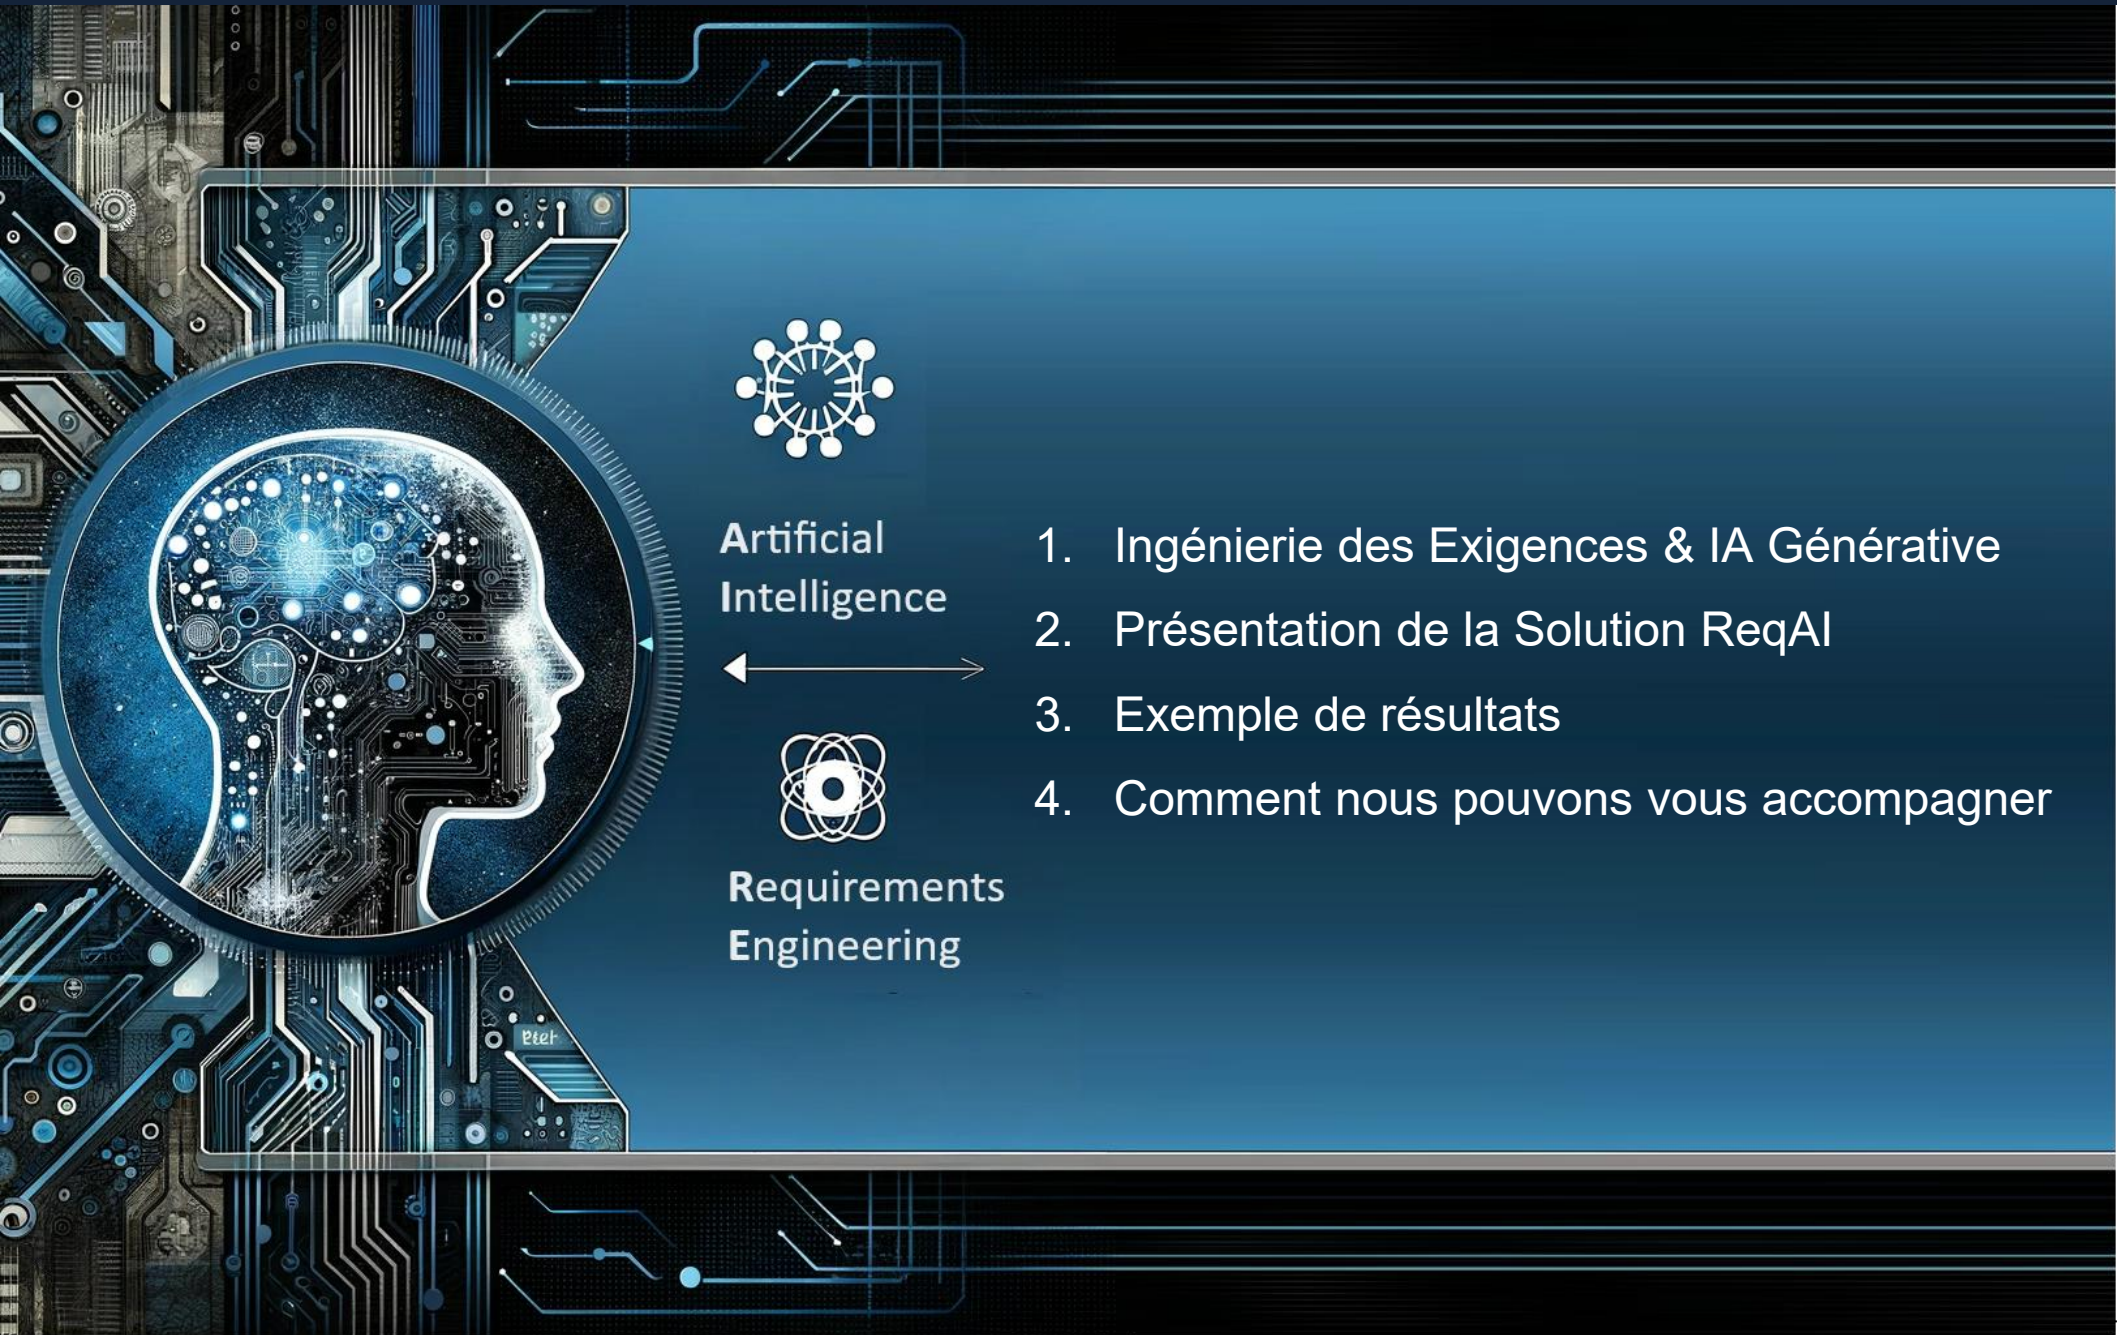 Artificial
Intelligence
Requirements
Engineering
1. Ingénierie des Exigences & IA Générative
2. Présentation de la Solution ReqAI
3. Exemple de résultats
4. Comment nous pouvons vous accompagner